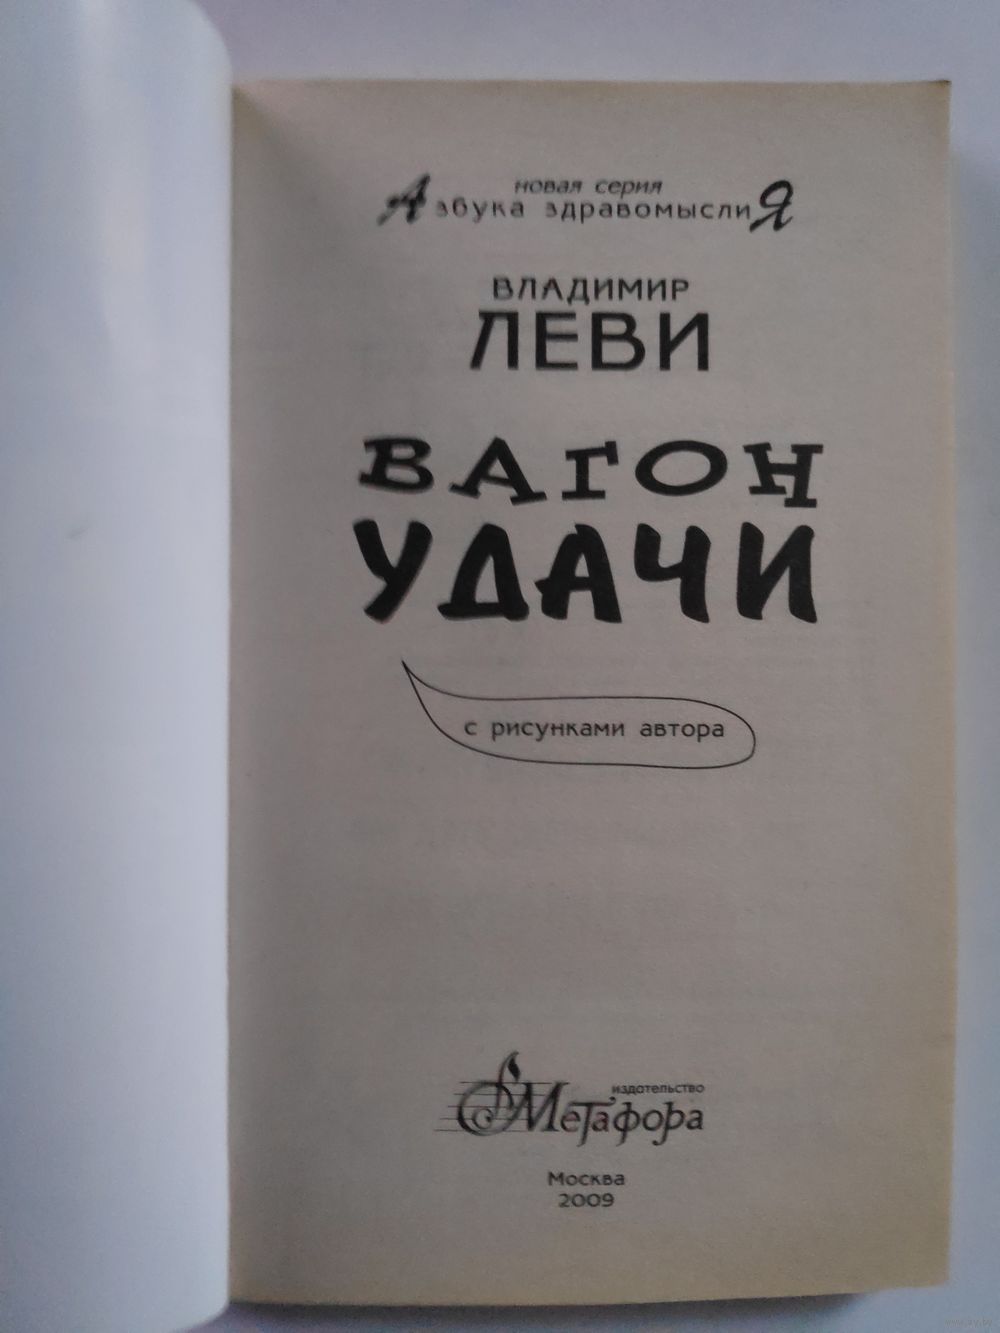 новая серия
Азбука здравомыслиЯ
ВЛАДИМИР
ЛЕВИ
ВАГОН
УДАЧИ
с рисунками автора
издательство
Метафора
Москва
2009